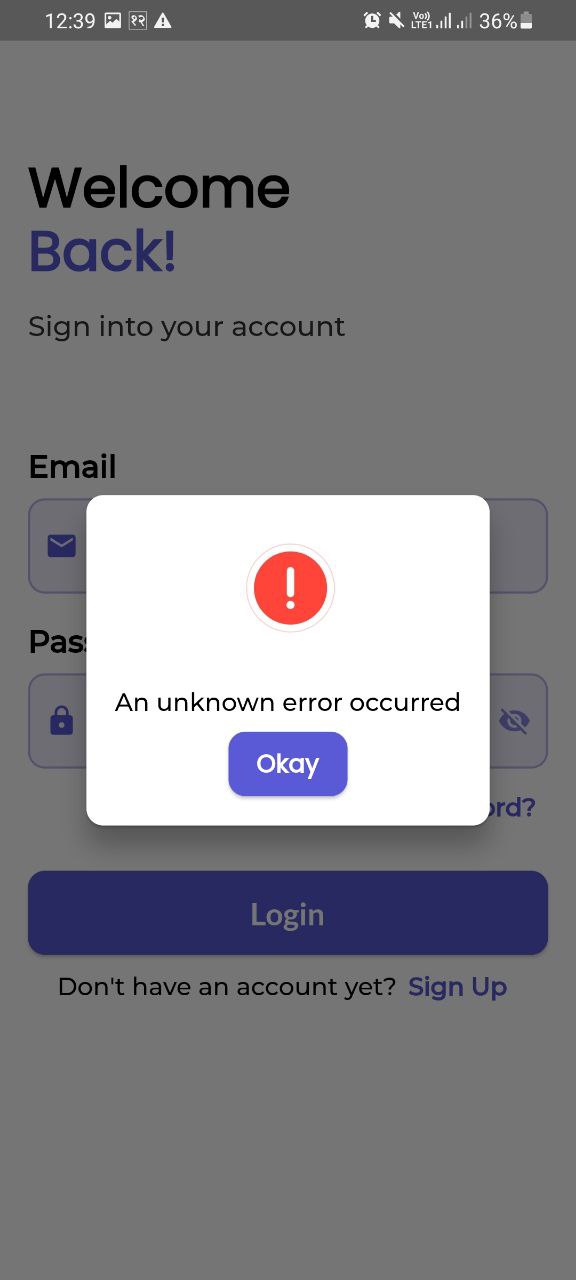 12:39 १२ Vo)) LTE1 36%
Welcome
Back!
Sign into your account
Email
Pass
An unknown error occurred
Okay
ord?
Login
Don't have an account yet? Sign Up